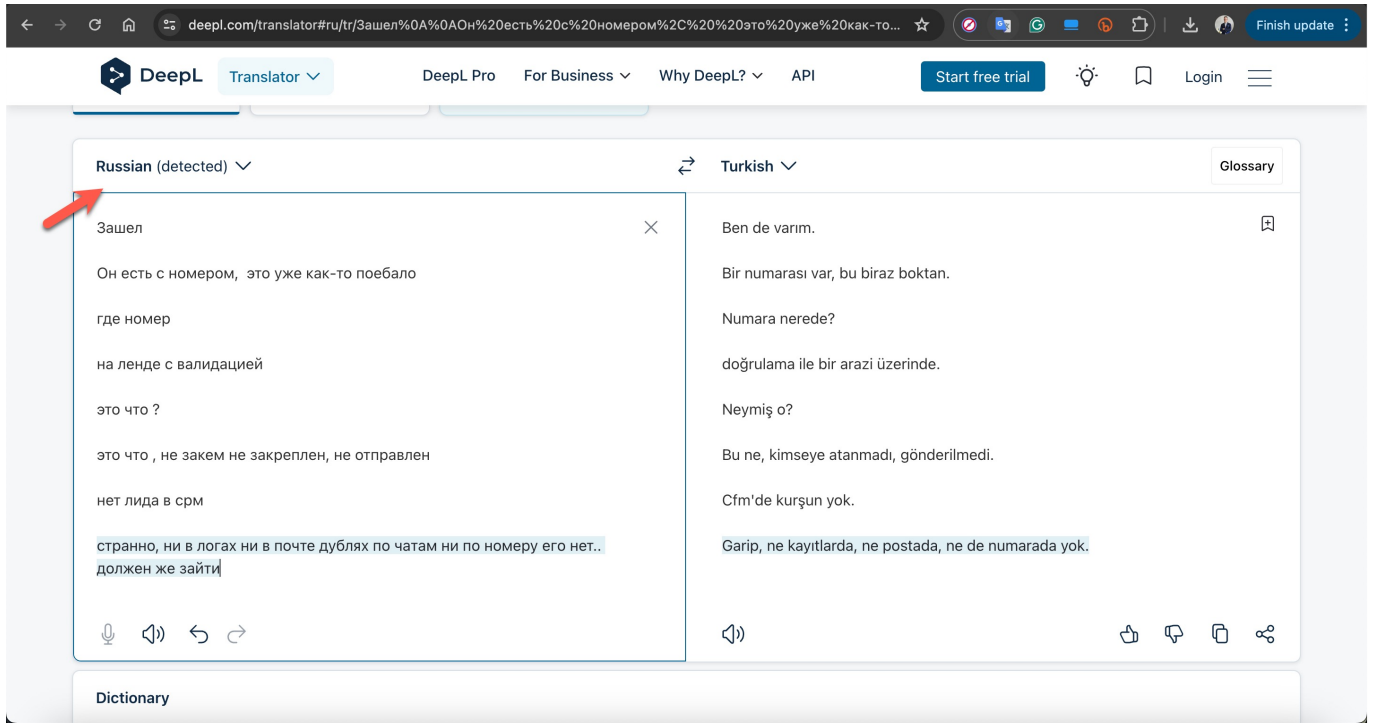 deepl.com/translator#ru/tr/Зашел%0A%0AОн%20есть%20с%20номером%2C%20%20это%20уже%20как-то...
Finish update
DeepL
Translator
DeepL Pro
For Business
Why DeepL?
API
Start free trial
Login
Russian (detected)
Turkish
Glossary
Зашел
Ben de varım.
Он есть с номером,  это уже как-то поебало
Bir numarası var, bu biraz boktan.
где номер
Numara nerede?
на ленде с валидацией
doğrulama ile bir arazi üzerinde.
это что ?
Neymiş o?
это что , не закем не закреплен, не отправлен
Bu ne, kimseye atanmadı, gönderilmedi.
нет лида в срм
Cfm'de kurşun yok.
странно, ни в логах ни в почте дублях по чатам ни по номеру его нет..
должен же зайти
Garip, ne kayıtlarda, ne postada, ne de numarada yok.
Dictionary